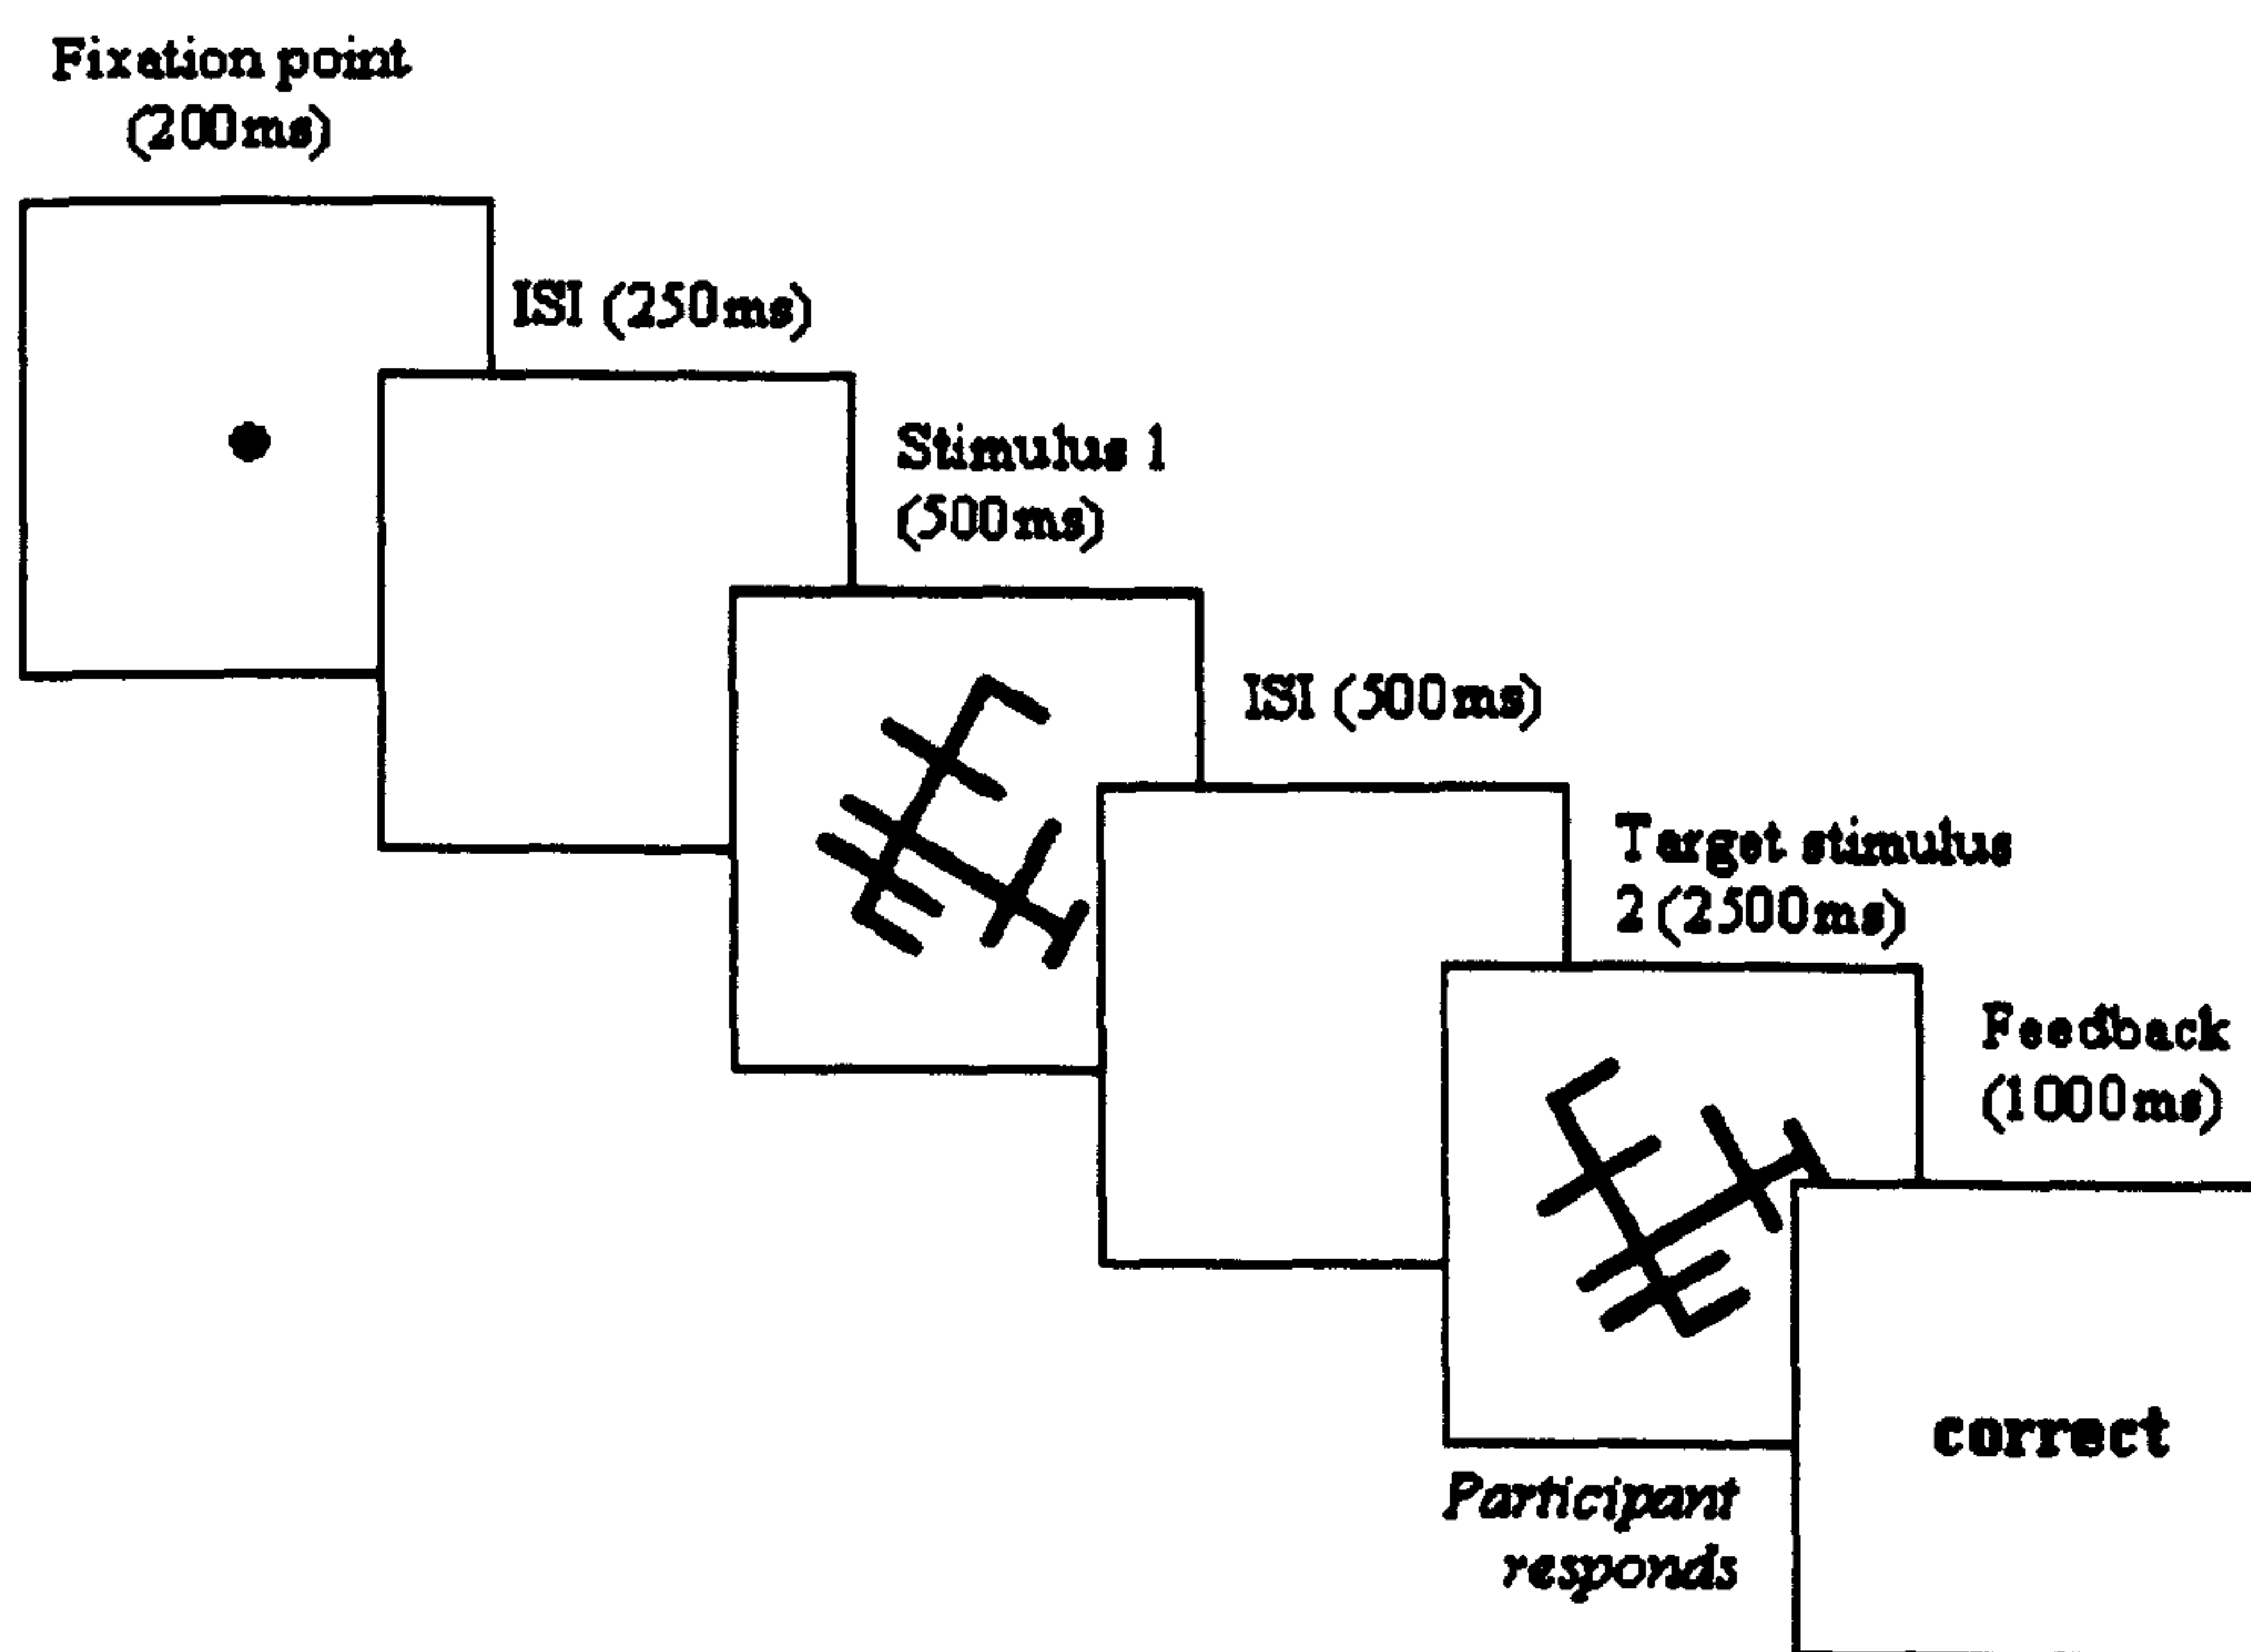 Fixation point
(200ms)
ISI (250ms)
Stimulus 1
(500ms)
ISI (500ms)
Target stimulus
2 (2500ms)
Feedback
(1000ms)
correct
Participant
responds